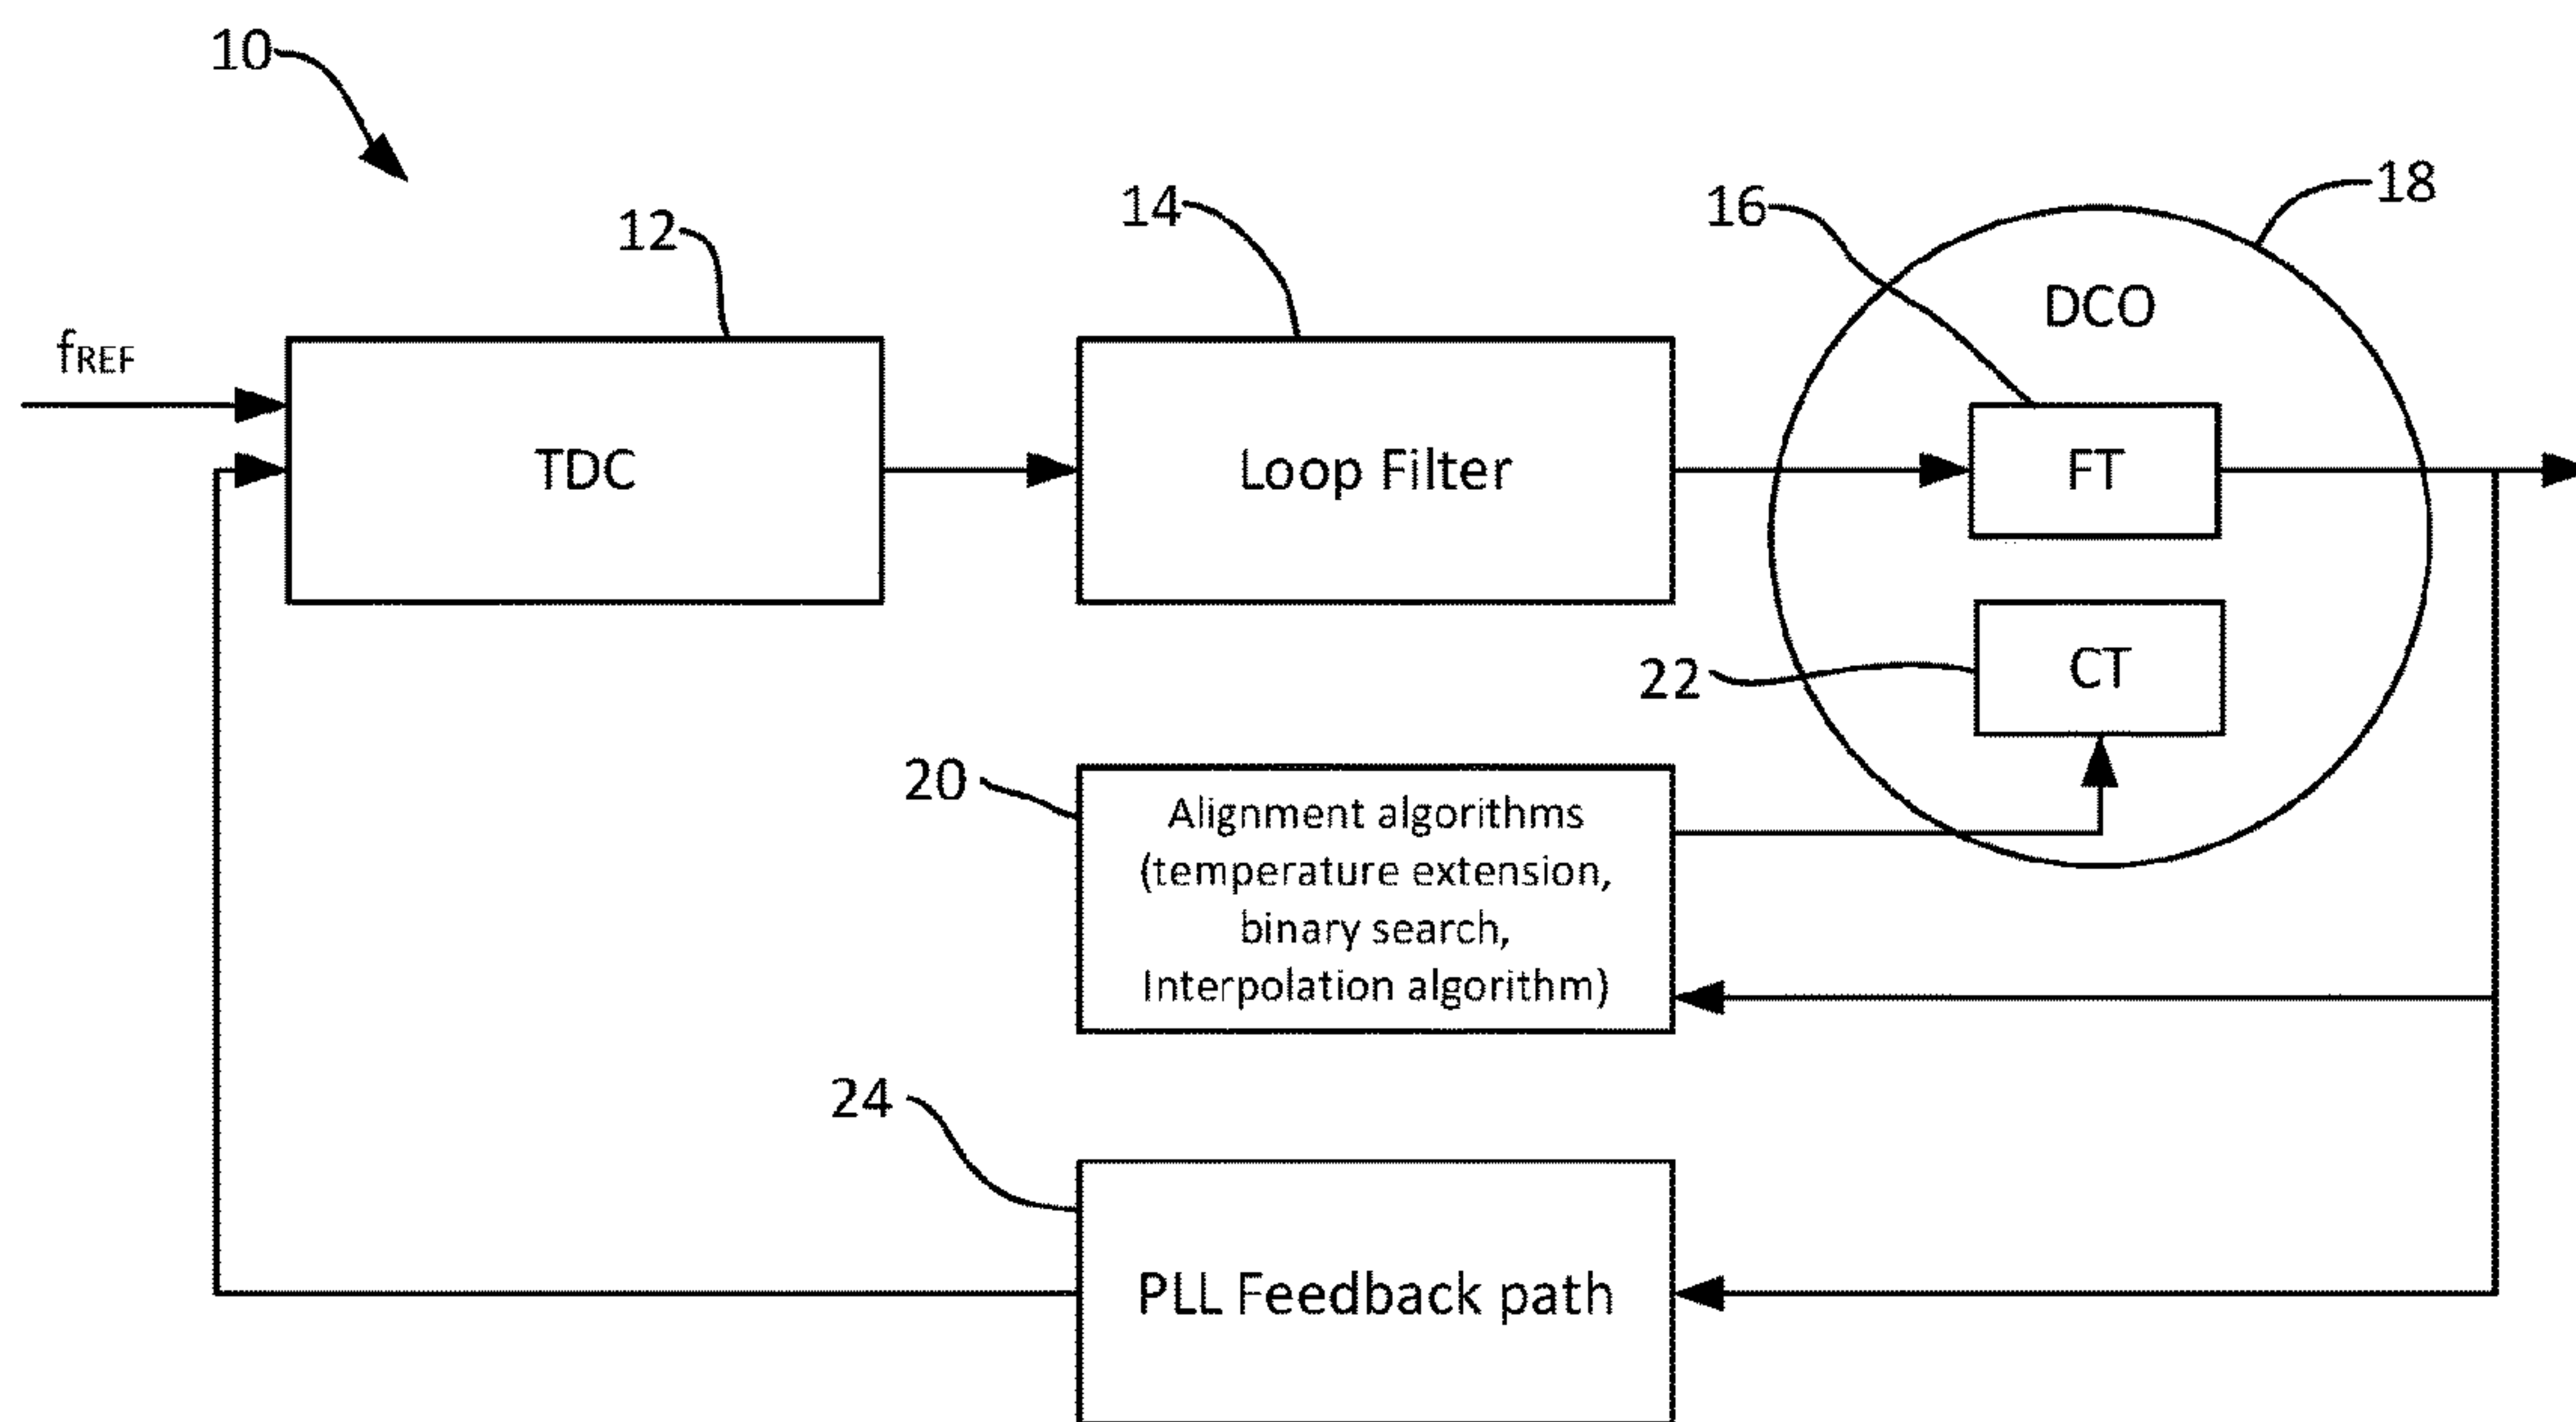 10
12
14
16
18
fREF
DCO
TDC
Loop Filter
FT
CT
22
20
Alignment algorithms
(temperature extension,
binary search,
Interpolation algorithm)
24
PLL Feedback path